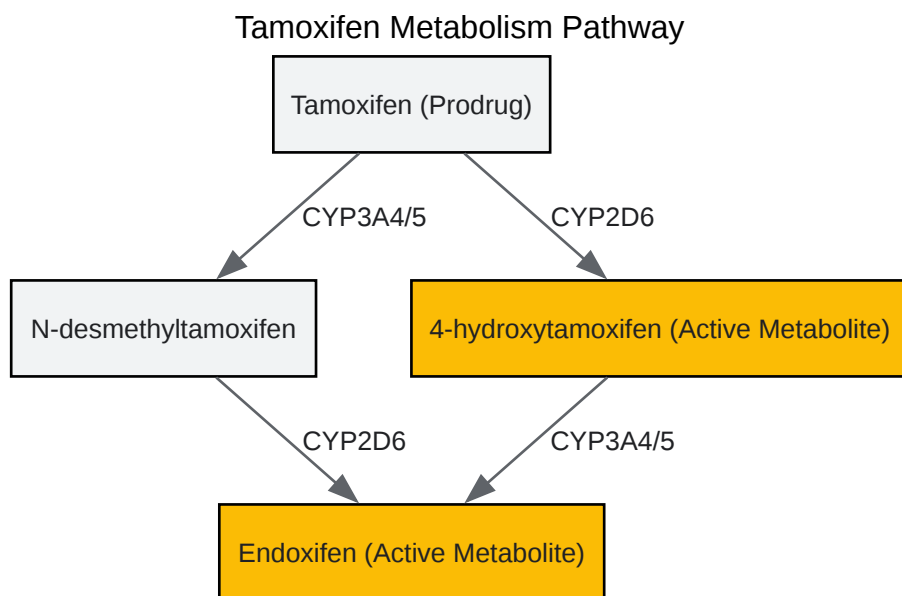 Tamoxifen Metabolism Pathway
Tamoxifen (Prodrug)
CYP3A4/5
CYP2D6
N-desmethyltamoxifen
4-hydroxytamoxifen (Active Metabolite)
CYP2D6
CYP3A4/5
Endoxifen (Active Metabolite)